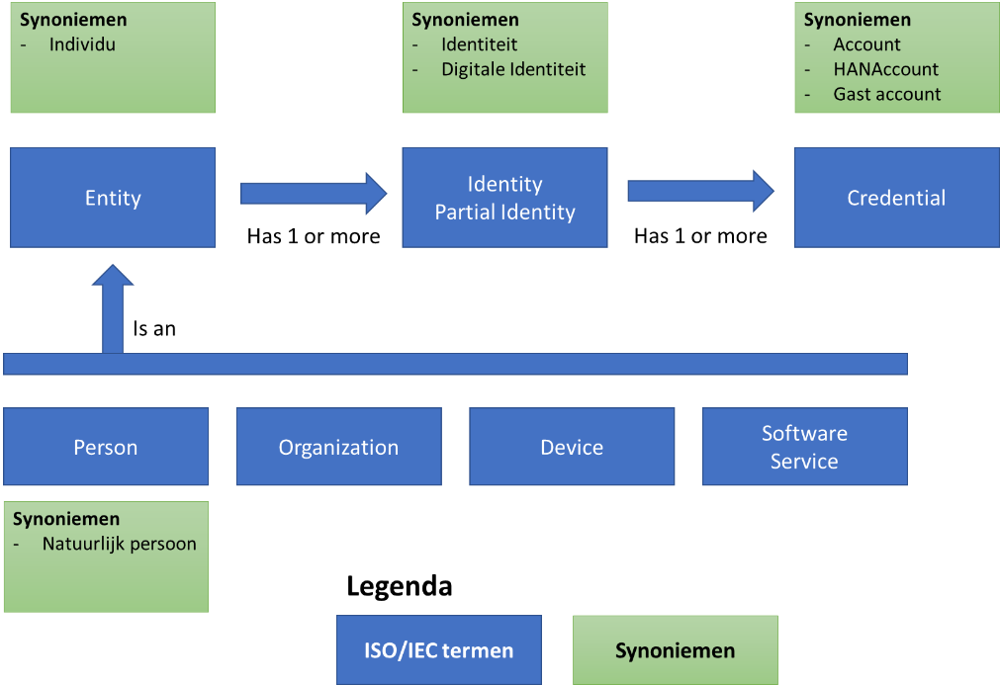 Synoniemen
- Individu
Synoniemen
- Identiteit
- Digitale Identiteit
Synoniemen
- Account
- HANAccount
- Gast account
Entity
Has 1 or more
Identity
Partial Identity
Has 1 or more
Credential
Is an
Person
Organization
Device
Software
Service
Synoniemen
- Natuurlijk persoon
Legenda
ISO/IEC termen
Synoniemen